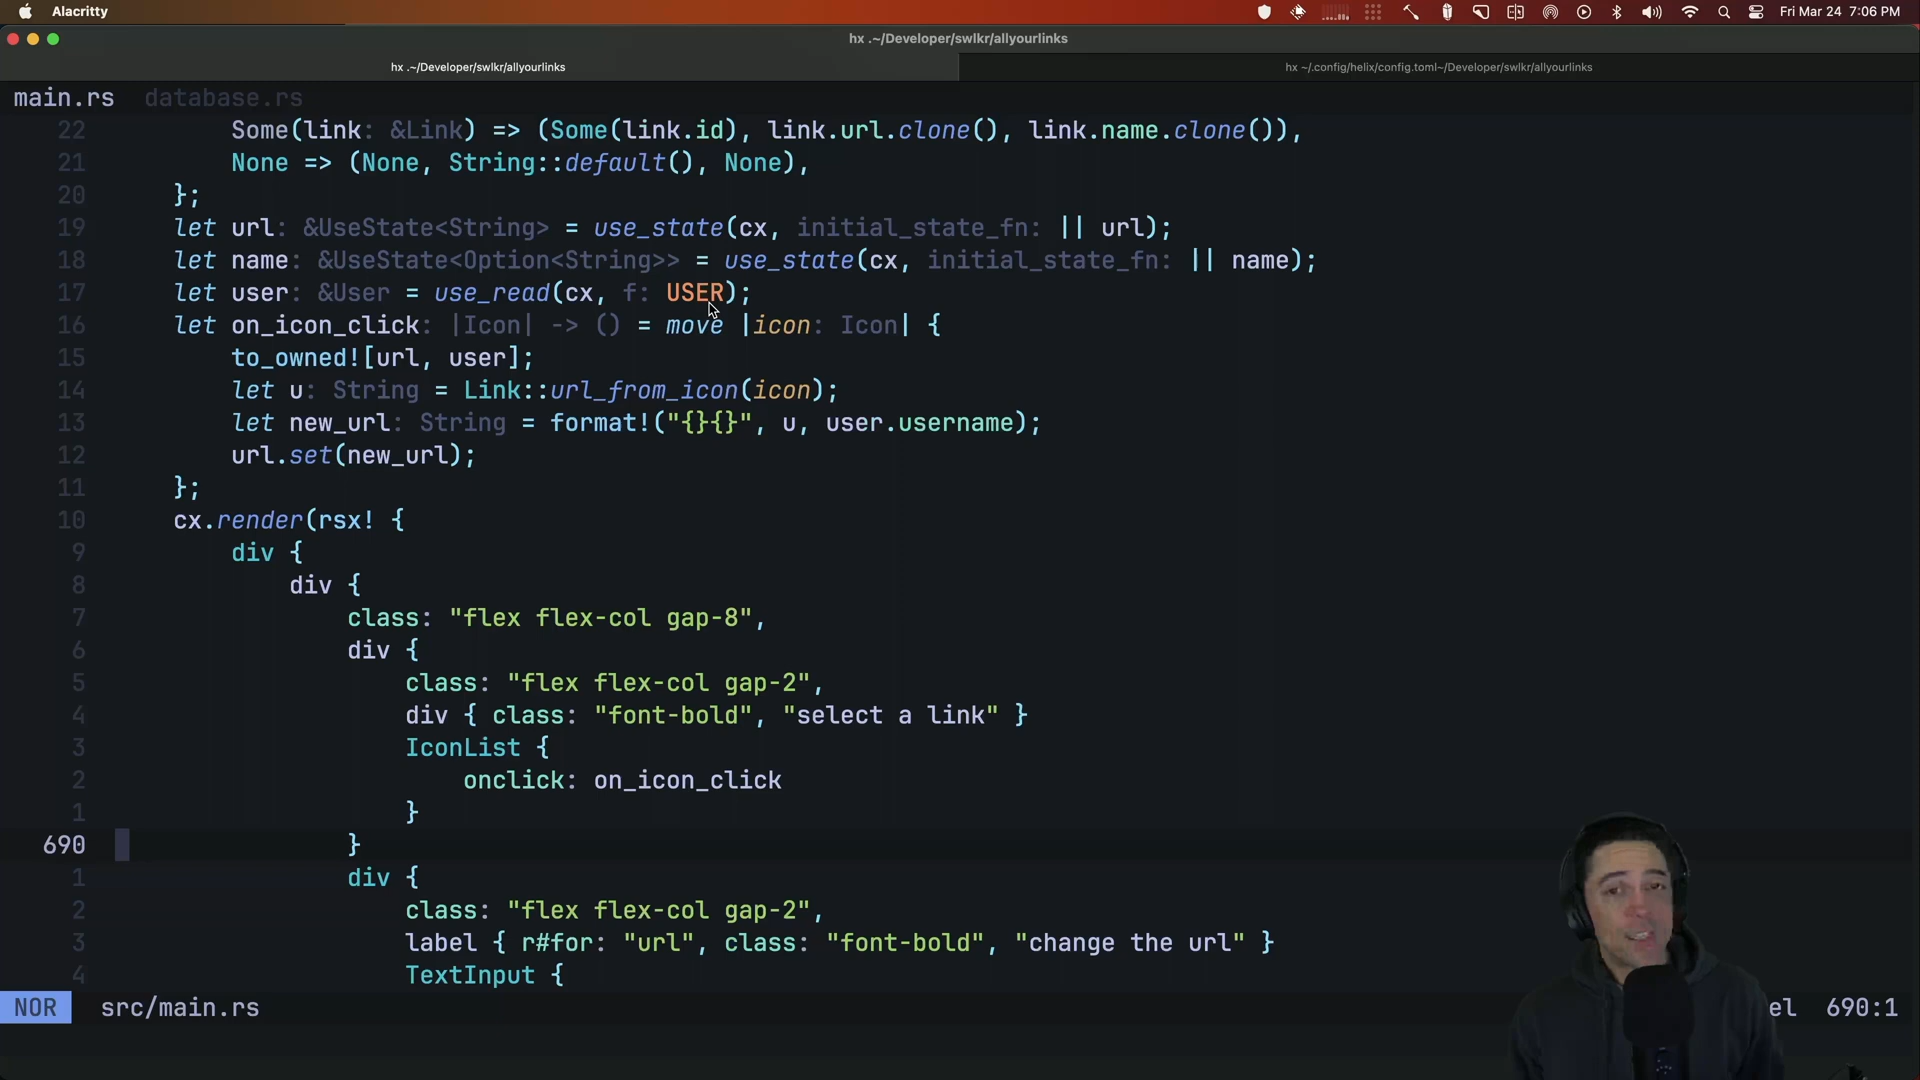 Alacritty
Fri Mar 24 7:06 PM
hx .~/Developer/swlkr/allyourlinks
hx .~/Developer/swlkr/allyourlinks
hx ~/.config/helix/config.toml~/Developer/swlkr/allyourlinks
main.rs database.rs
22 Some(link: &Link) => (Some(link.id), link.url.clone(), link.name.clone()),
21 None => (None, String::default(), None),
20 };
19 let url: &UseState<String> = use_state(cx, initial_state_fn: || url);
18 let name: &UseState<Option<String>> = use_state(cx, initial_state_fn: || name);
17 let user: &User = use_read(cx, f: USER);
16 let on_icon_click: |Icon| -> () = move |icon: Icon| {
15 to_owned![url, user];
14 let u: String = Link::url_from_icon(icon);
13 let new_url: String = format!("{}{}", u, user.username);
12 url.set(new_url);
11 };
10 cx.render(rsx! {
9 div {
8 div {
7 class: "flex flex-col gap-8",
6 div {
5 class: "flex flex-col gap-2",
4 div { class: "font-bold", "select a link" }
3 IconList {
2 onclick: on_icon_click
1 }
690 }
1 div {
2 class: "flex flex-col gap-2",
3 label { r#for: "url", class: "font-bold", "change the url" }
4 TextInput {
NOR src/main.rs el 690:1